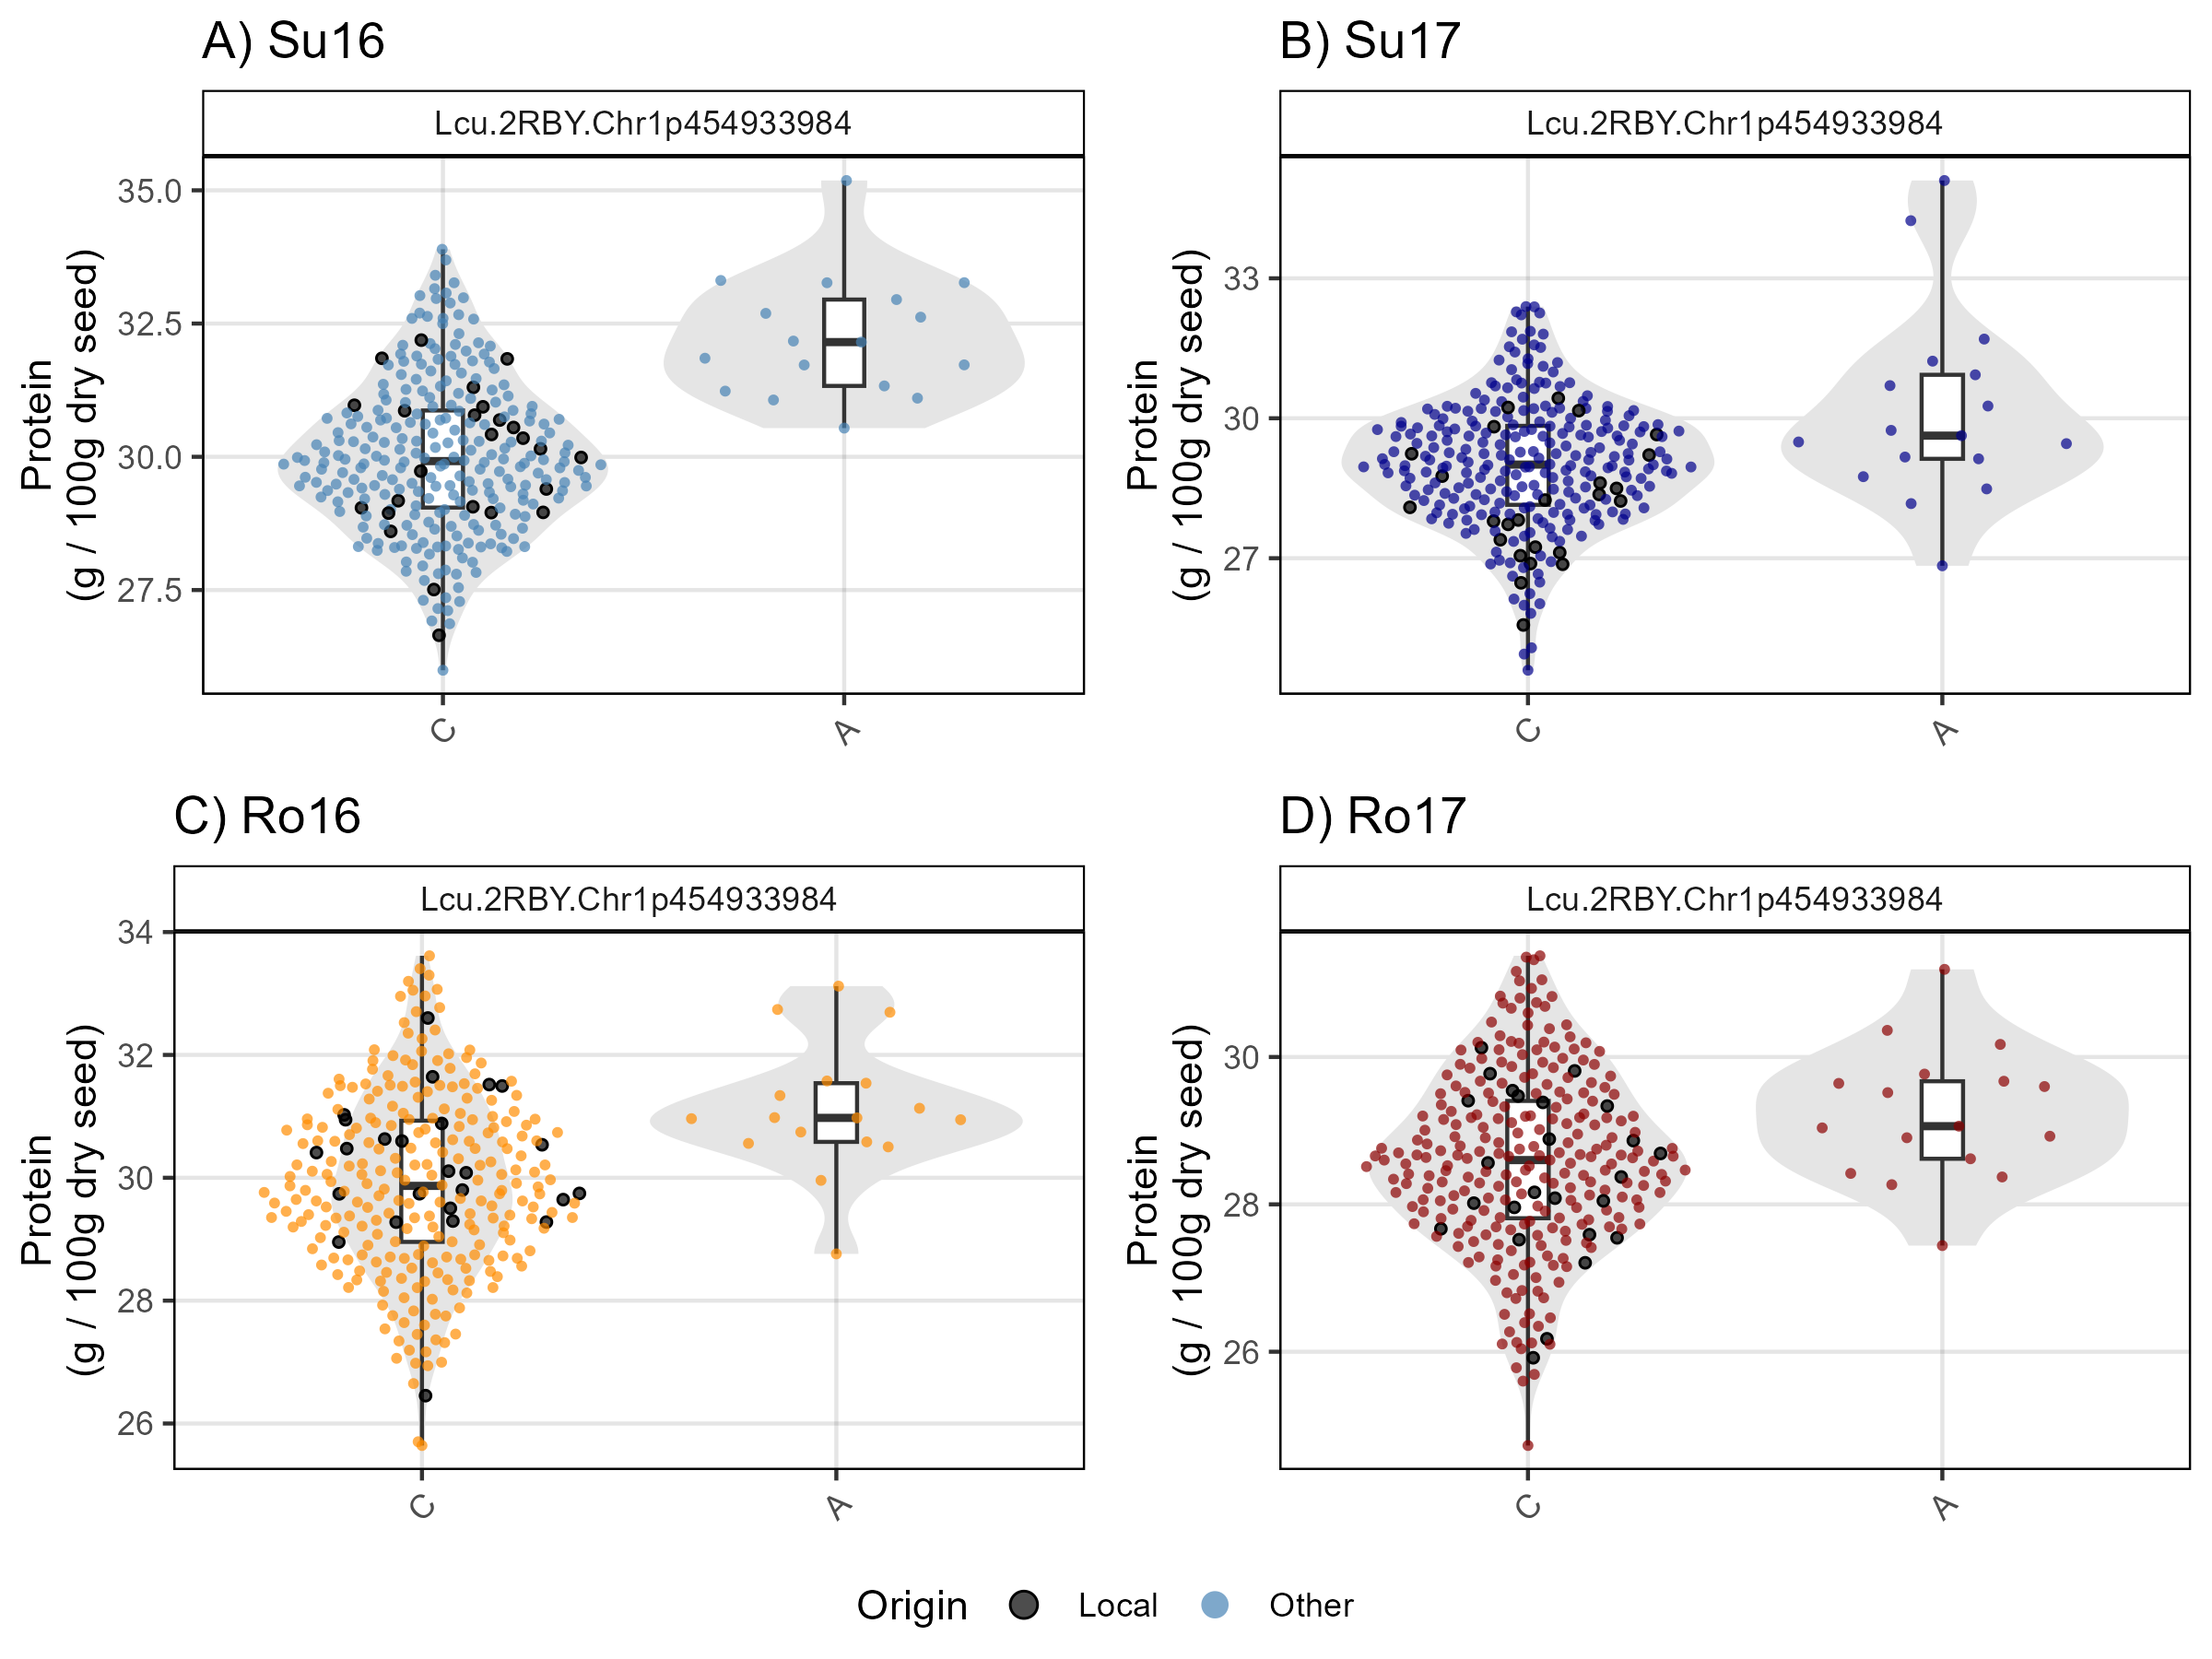 A) Su16
Lcu.2RBY.Chr1p454933984
Protein
(g / 100g dry seed)
35.0
32.5
30.0
27.5
C
A
B) Su17
Lcu.2RBY.Chr1p454933984
Protein
(g / 100g dry seed)
33
30
27
C
A
C) Ro16
Lcu.2RBY.Chr1p454933984
Protein
(g / 100g dry seed)
34
32
30
28
26
C
A
D) Ro17
Lcu.2RBY.Chr1p454933984
Protein
(g / 100g dry seed)
30
28
26
C
A
Origin Local Other